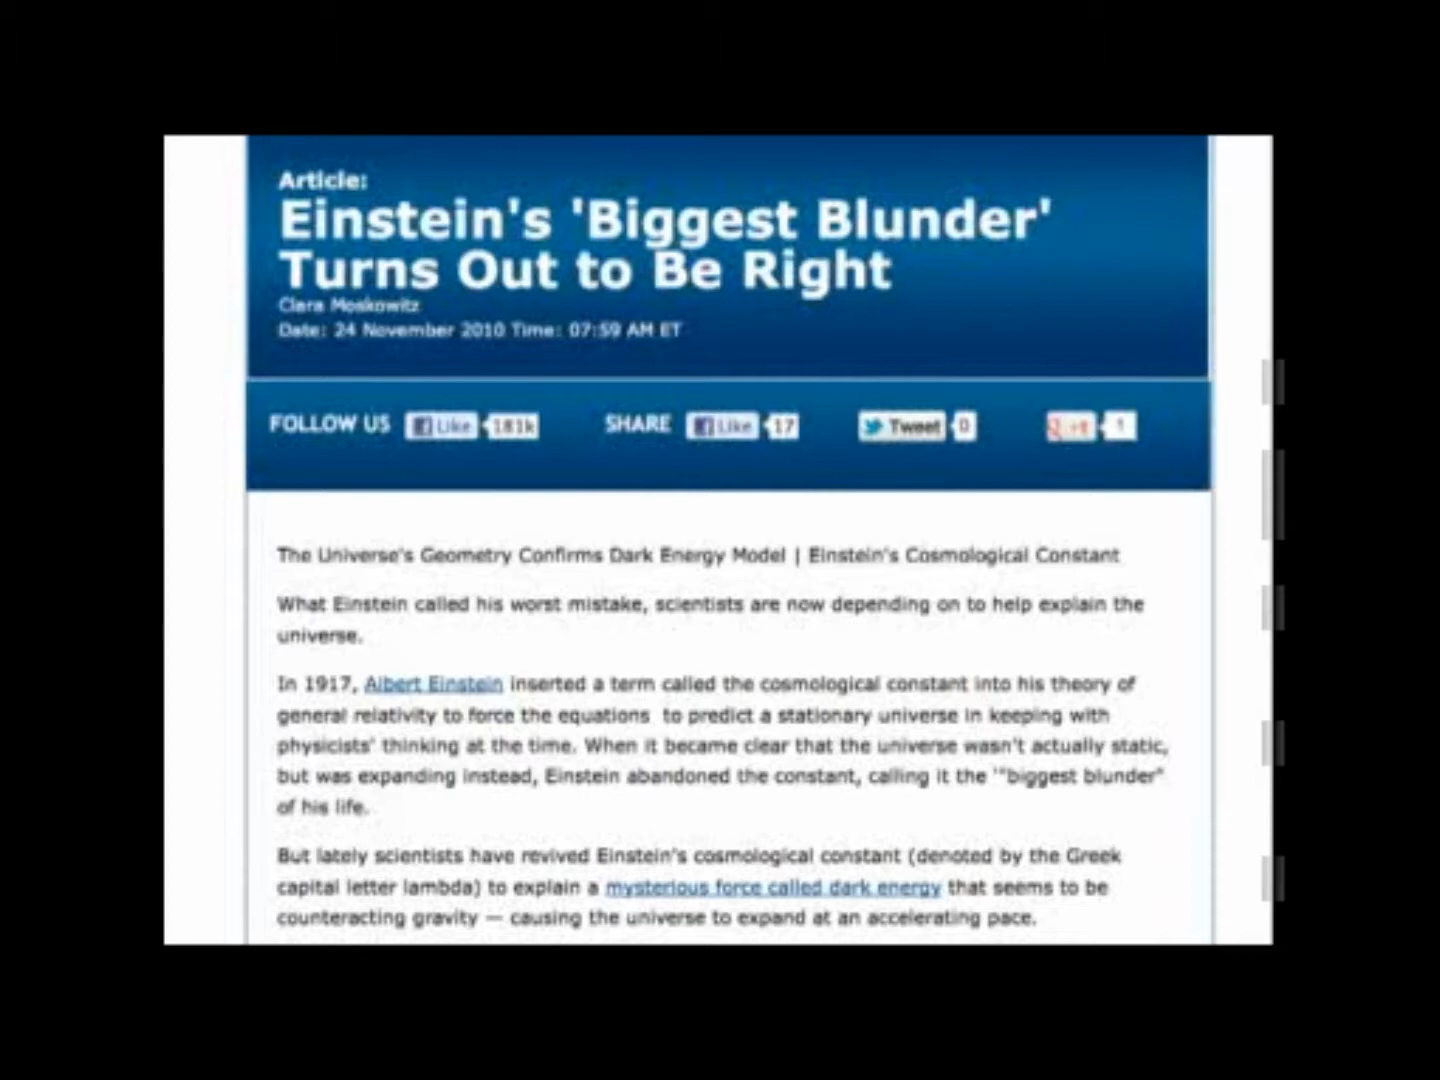 Article:
Einstein's 'Biggest Blunder'
Turns Out to Be Right
Clara Moskowitz
Date: 24 November 2010 Time: 07:59 AM ET
FOLLOW US Like 181k SHARE Like 17 Tweet 0 +1 1
The Universe's Geometry Confirms Dark Energy Model | Einstein's Cosmological Constant
What Einstein called his worst mistake, scientists are now depending on to help explain the
universe.
In 1917, Albert Einstein inserted a term called the cosmological constant into his theory of
general relativity to force the equations to predict a stationary universe in keeping with
physicists' thinking at the time. When it became clear that the universe wasn't actually static,
but was expanding instead, Einstein abandoned the constant, calling it the '"biggest blunder"
of his life.
But lately scientists have revived Einstein's cosmological constant (denoted by the Greek
capital letter lambda) to explain a mysterious force called dark energy that seems to be
counteracting gravity — causing the universe to expand at an accelerating pace.